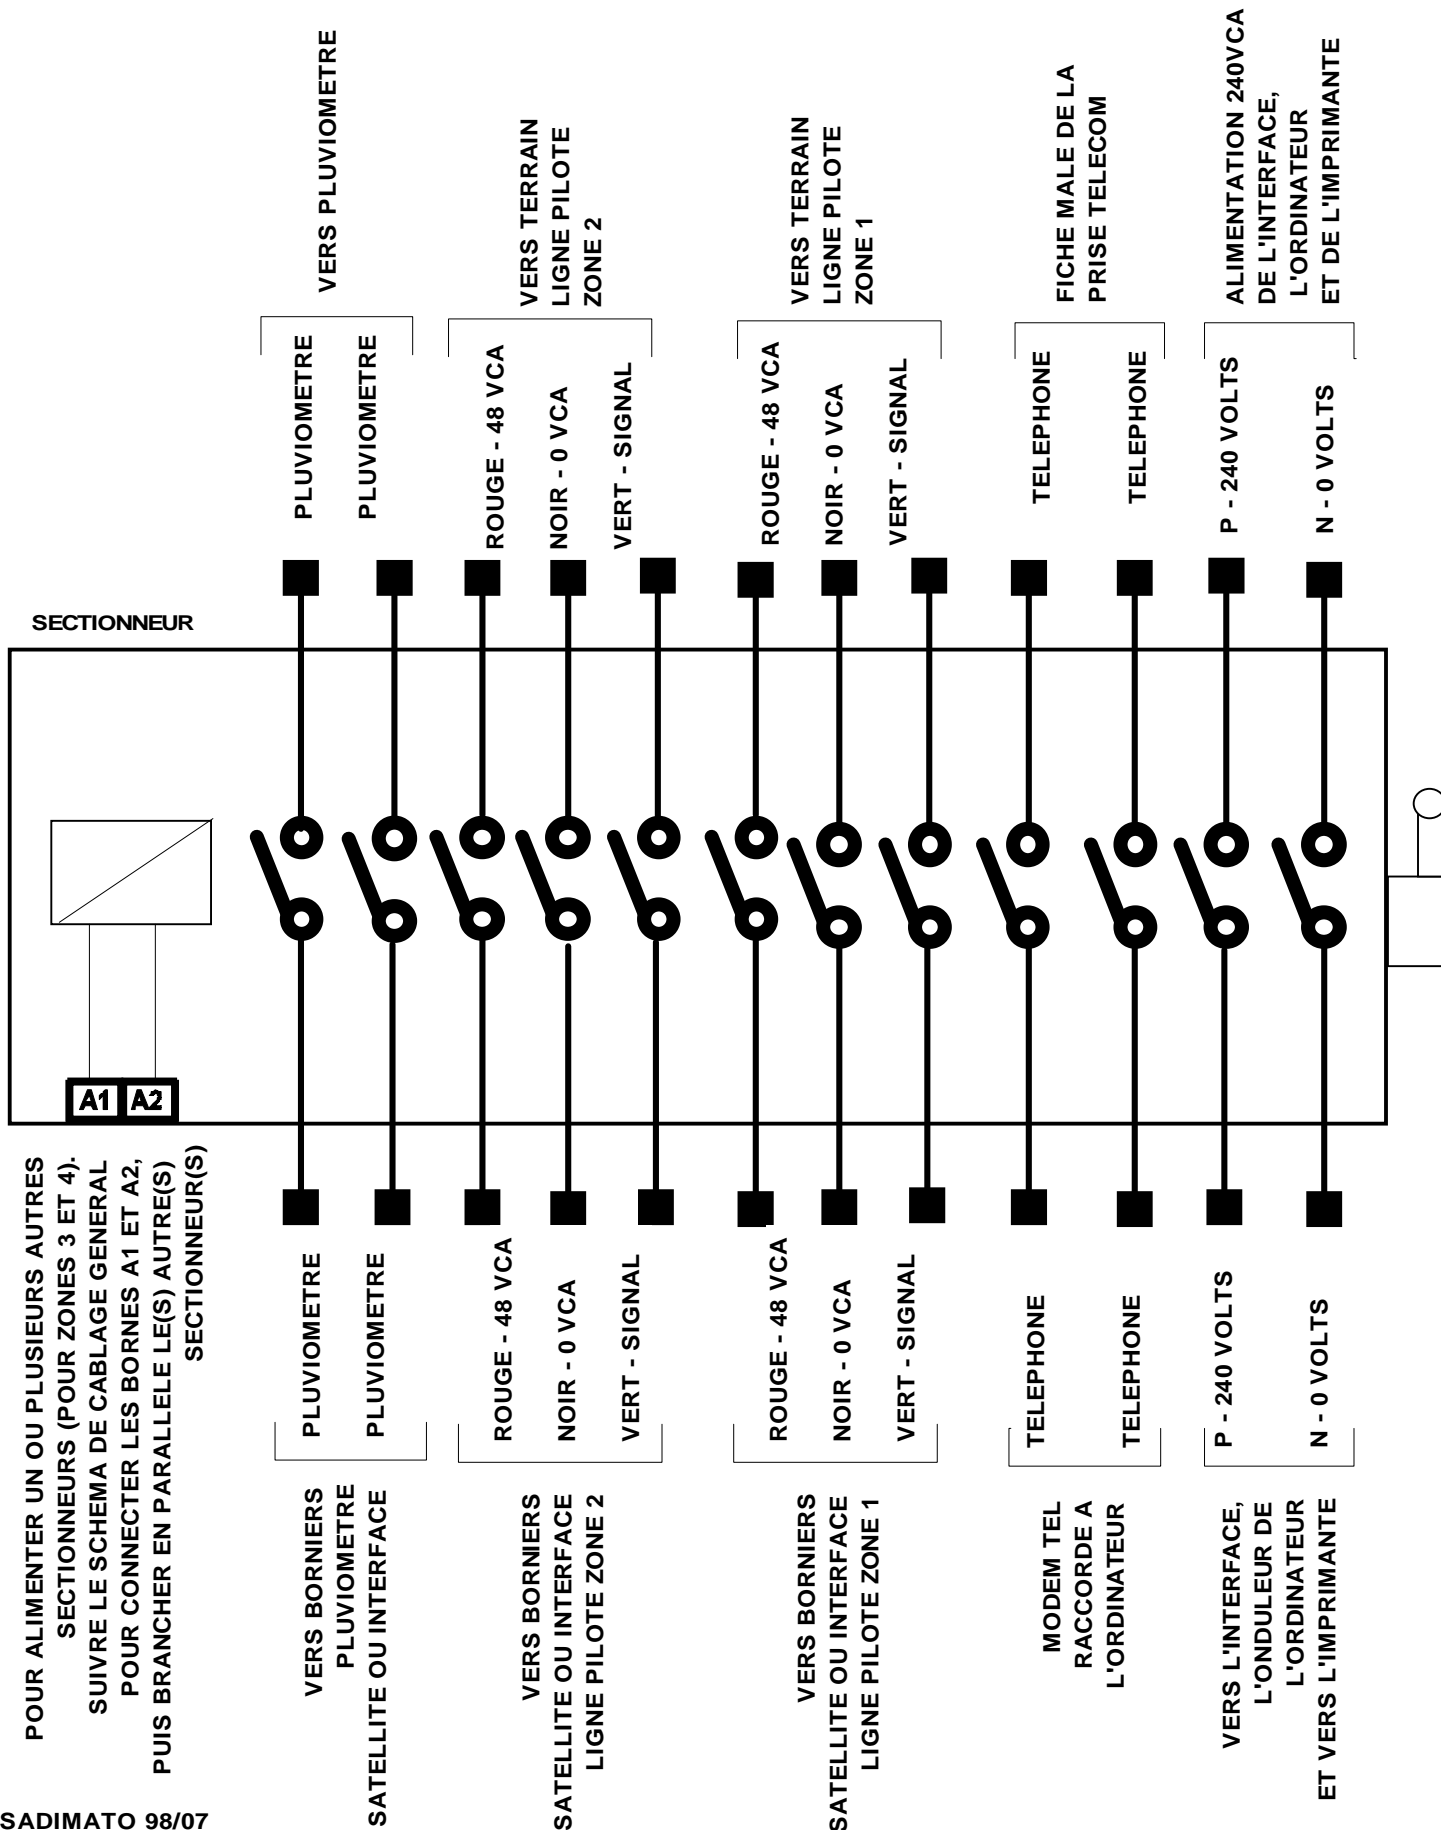 VERS PLUVIOMETRE
VERS TERRAIN
LIGNE PILOTE
ZONE 2
VERS TERRAIN
LIGNE PILOTE
ZONE 1
FICHE MALE DE LA
PRISE TELECOM
ALIMENTATION 240VCA
DE L'INTERFACE,
L'ORDINATEUR
ET DE L'IMPRIMANTE
PLUVIOMETRE
PLUVIOMETRE
ROUGE - 48 VCA
NOIR - 0 VCA
VERT - SIGNAL
ROUGE - 48 VCA
NOIR - 0 VCA
VERT - SIGNAL
TELEPHONE
TELEPHONE
P - 240 VOLTS
N - 0 VOLTS
SECTIONNEUR
A1 A2
POUR ALIMENTER UN OU PLUSIEURS AUTRES
SECTIONNEURS (POUR ZONES 3 ET 4).
SUIVRE LE SCHEMA DE CABLAGE GENERAL
POUR CONNECTER LES BORNES A1 ET A2,
PUIS BRANCHER EN PARALLELE LE(S) AUTRE(S)
SECTIONNEUR(S)
PLUVIOMETRE
PLUVIOMETRE
ROUGE - 48 VCA
NOIR - 0 VCA
VERT - SIGNAL
ROUGE - 48 VCA
NOIR - 0 VCA
VERT - SIGNAL
TELEPHONE
TELEPHONE
P - 240 VOLTS
N - 0 VOLTS
VERS BORNIERS
PLUVIOMETRE
SATELLITE OU INTERFACE
VERS BORNIERS
SATELLITE OU INTERFACE
LIGNE PILOTE ZONE 2
VERS BORNIERS
SATELLITE OU INTERFACE
LIGNE PILOTE ZONE 1
MODEM TEL
RACCORDE A
L'ORDINATEUR
VERS L'INTERFACE,
L'ONDULEUR DE
L'ORDINATEUR
ET VERS L'IMPRIMANTE
SADIMATO 98/07